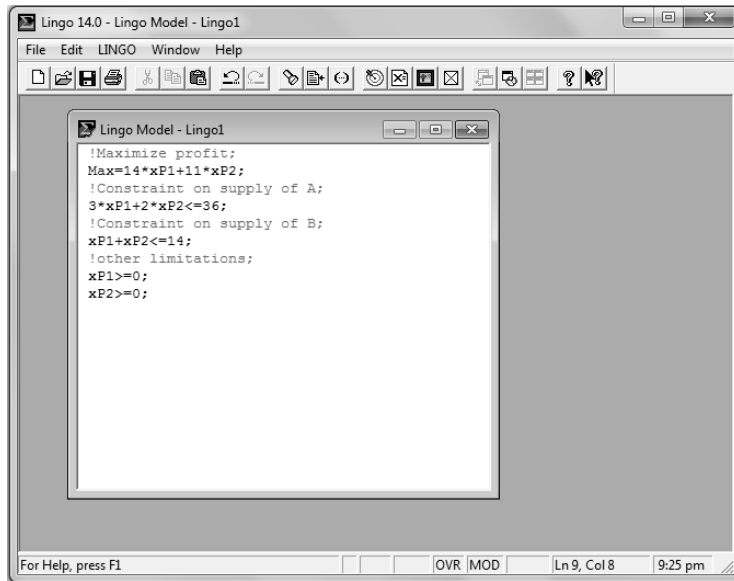 Lingo 14.0 - Lingo Model - Lingo1
File Edit LINGO Window Help
Lingo Model - Lingo1
!Maximize profit;
Max=14*xP1+11*xP2;
!Constraint on supply of A;
3*xP1+2*xP2<=36;
!Constraint on supply of B;
xP1+xP2<=14;
!other limitations;
xP1>=0;
xP2>=0;
For Help, press F1 OVR MOD Ln 9, Col 8 9:25 pm